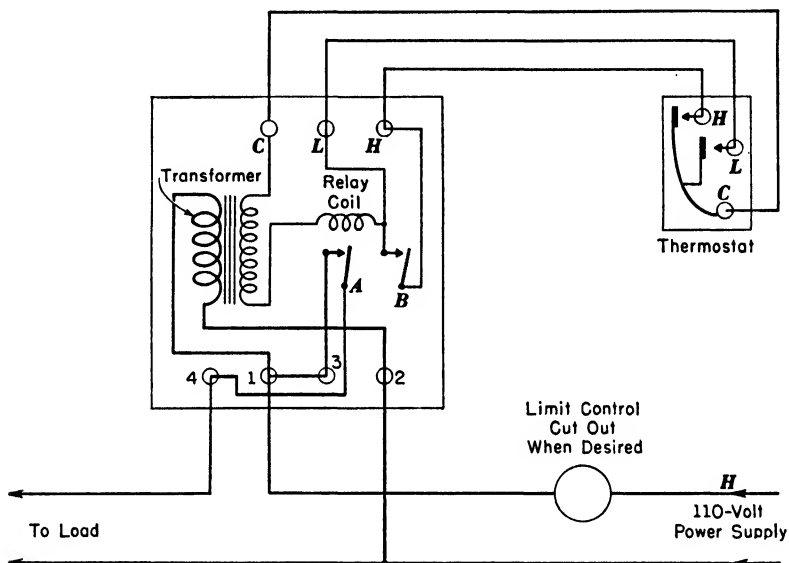 C
L
H
Transformer
Relay
Coil
A
B
4
1
3
2
H
L
C
Thermostat
Limit Control
Cut Out
When Desired
H
110-Volt
Power Supply
To Load